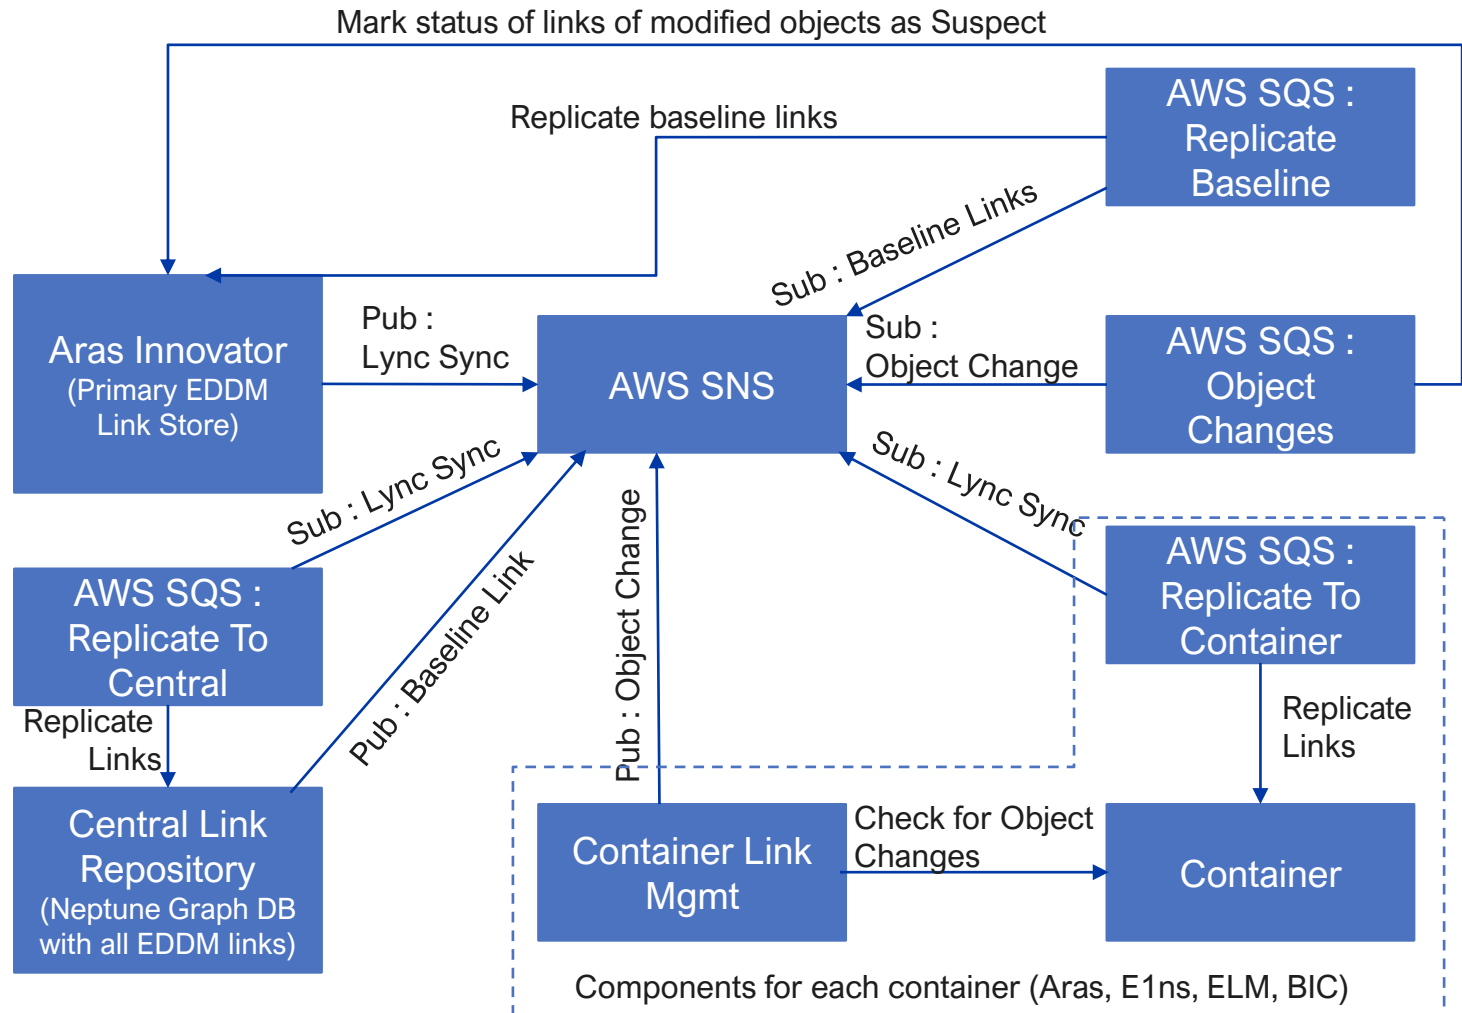 Mark status of links of modified objects as Suspect
AWS SQS :
Replicate
Baseline
Replicate baseline links
Sub : Baseline Links
Aras Innovator
(Primary EDDM
Link Store)
Pub :
Lync Sync
AWS SNS
Sub :
Object Change
AWS SQS :
Object
Changes
Sub : Lync Sync
Sub : Lync Sync
AWS SQS :
Replicate To
Central
Pub : Baseline Link
Pub : Object Change
AWS SQS :
Replicate To
Container
Replicate
Links
Replicate
Links
Central Link
Repository
(Neptune Graph DB
with all EDDM links)
Container Link
Mgmt
Check for Object
Changes
Container
Components for each container (Aras, E1ns, ELM, BIC)